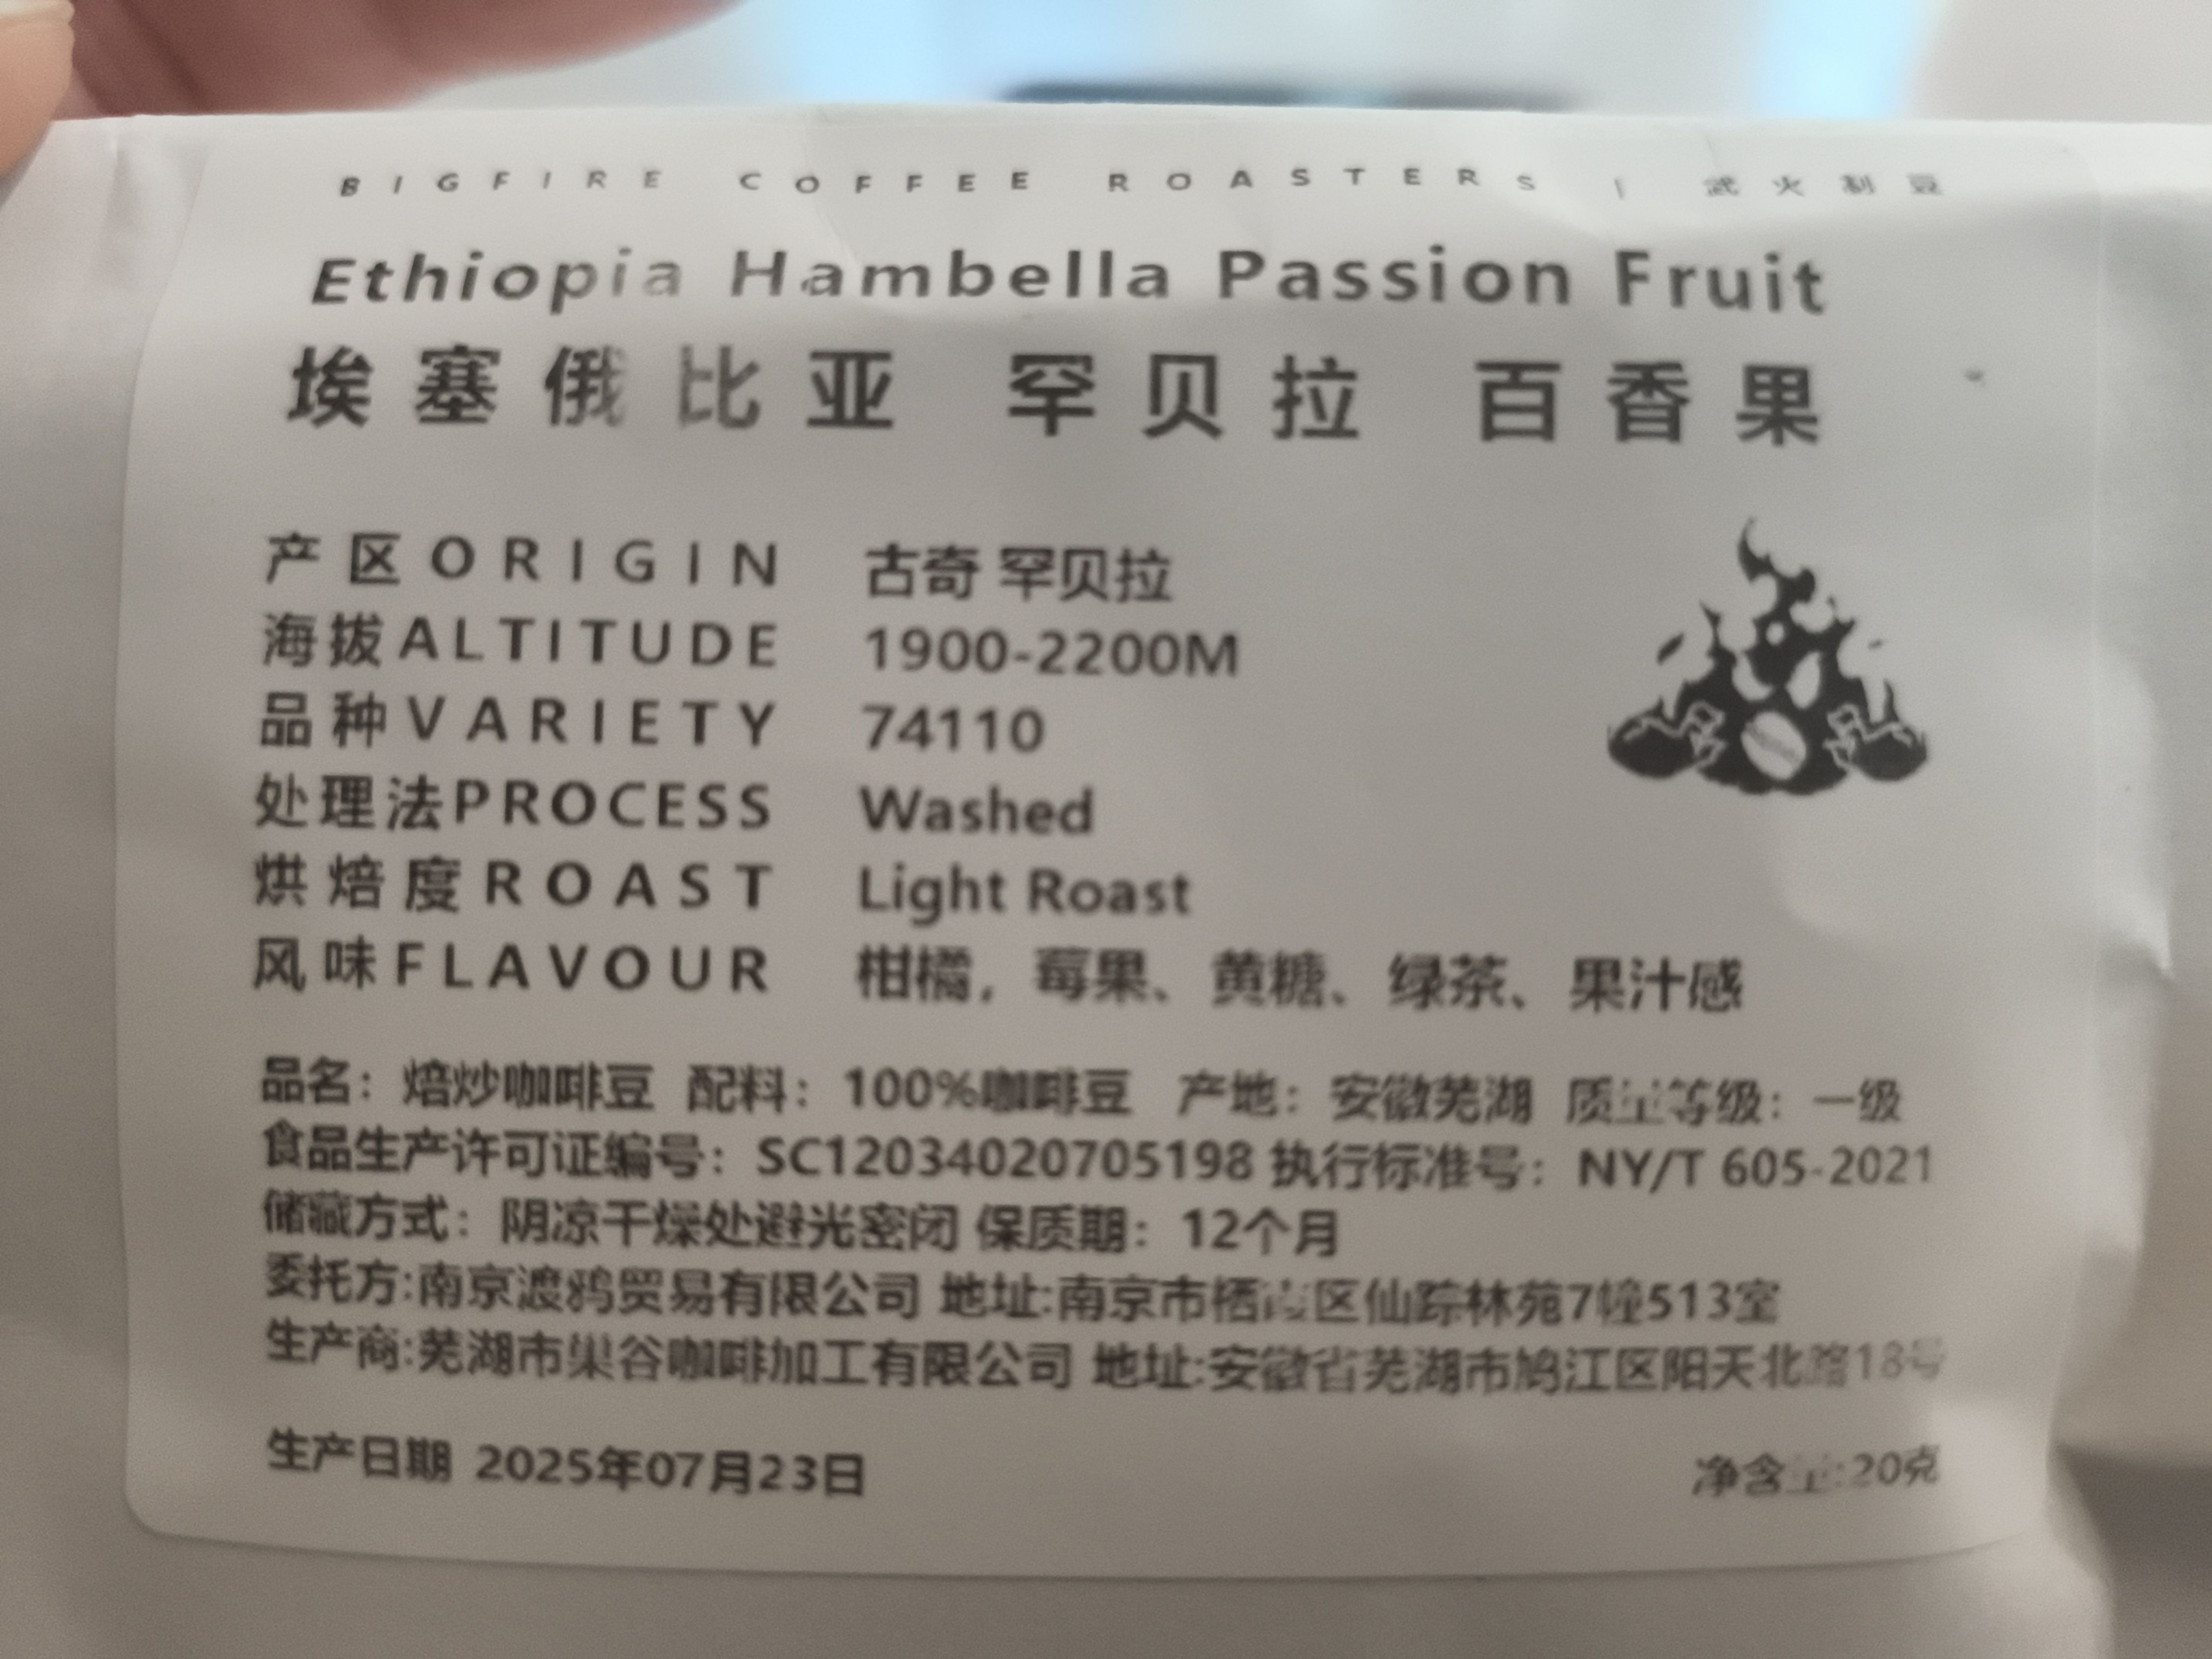 BIGFIRE COFFEE ROASTERS | 武火制豆
Ethiopia Hambella Passion Fruit
埃塞俄比亚 罕贝拉 百香果
产区ORIGIN 古奇 罕贝拉
海拔ALTITUDE 1900-2200M
品种VARIETY 74110
处理法PROCESS Washed
烘焙度ROAST Light Roast
风味FLAVOUR 柑橘，莓果、黄糖、绿茶、果汁感
品名：焙炒咖啡豆 配料：100%咖啡豆 产地：安徽芜湖 质量等级：一级
食品生产许可证编号：SC12034020705198 执行标准号：NY/T 605-2021
储藏方式：阴凉干燥处避光密闭 保质期：12个月
委托方:南京渡鸦贸易有限公司 地址:南京市栖霞区仙踪林苑7幢513室
生产商:芜湖市巢谷咖啡加工有限公司 地址:安徽省芜湖市鸠江区阳天北路18号
生产日期 2025年07月23日
净含量:20克